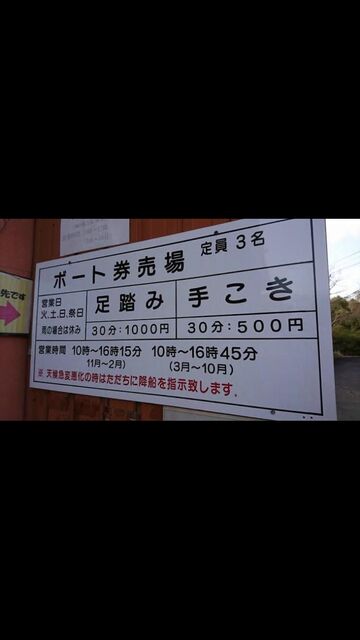 ボート券売場 定員 3名
営業日
火.土.日.祭日
雨の場合は休み
足踏み
30分:1000円
手こき
30分:500円
営業時間 10時～16時15分 10時～16時45分
11月～2月) (3月～10月)
※ 天候急変悪化の時はただちに降船を指示致します.
先です